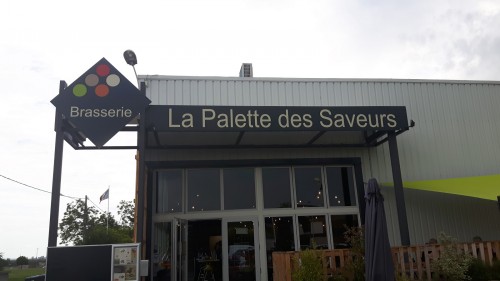 Brasserie
La Palette des Saveurs